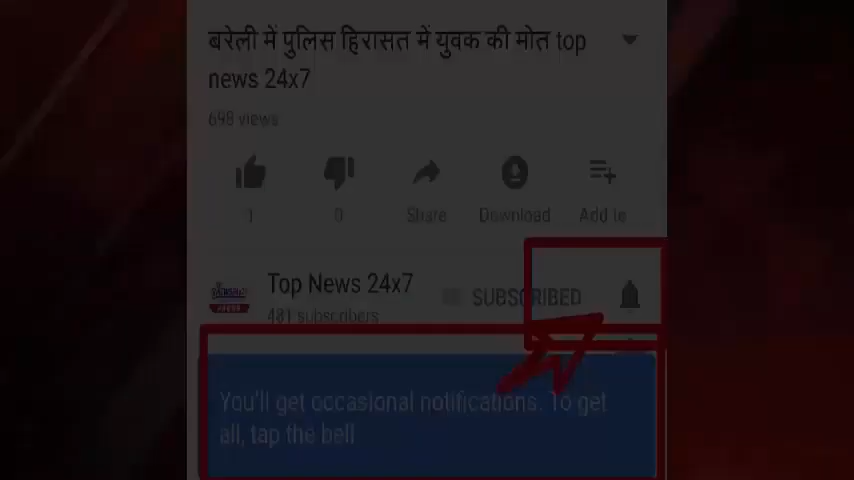 बरेली में पुलिस हिरासत में युवक की मोत top
news 24x7
698 views
1
0
Share
Download
Add to
Top News 24x7
SUBSCRIBED
481 subscribers
You'll get occasional notifications. To get
all, tap the bell